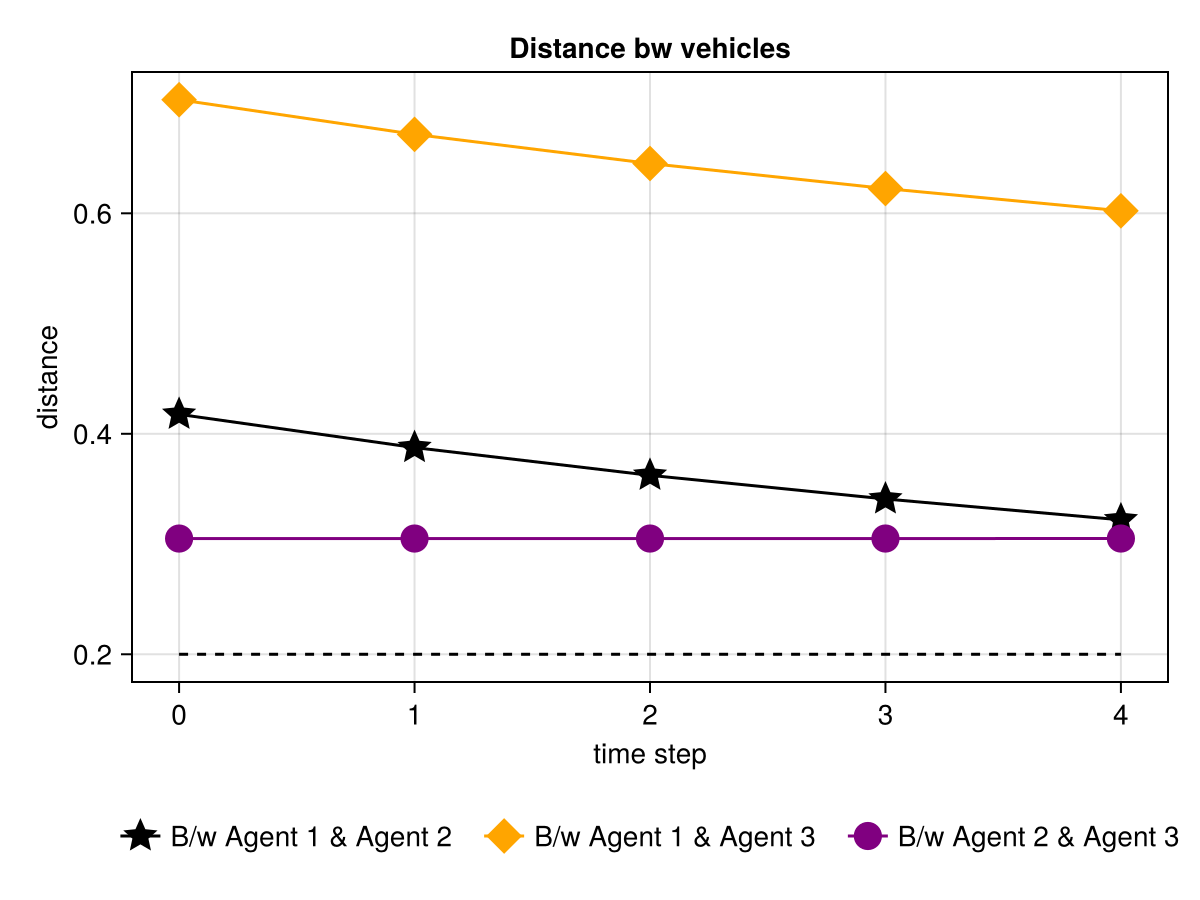 Distance bw vehicles
distance
0.6
0.4
0.2
0 1 2 3 4
time step
B/w Agent 1 & Agent 2 B/w Agent 1 & Agent 3 B/w Agent 2 & Agent 3